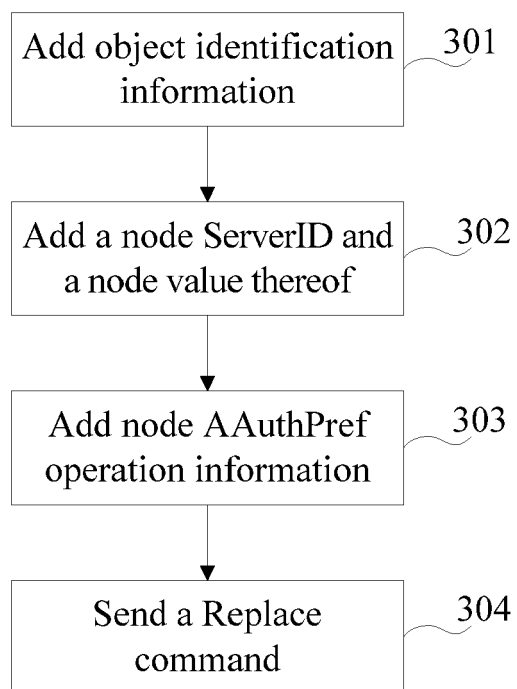 Add object identification
information
301
Add a node ServerID and
a node value thereof
302
Add node AAuthPref
operation information
303
Send a Replace
command
304